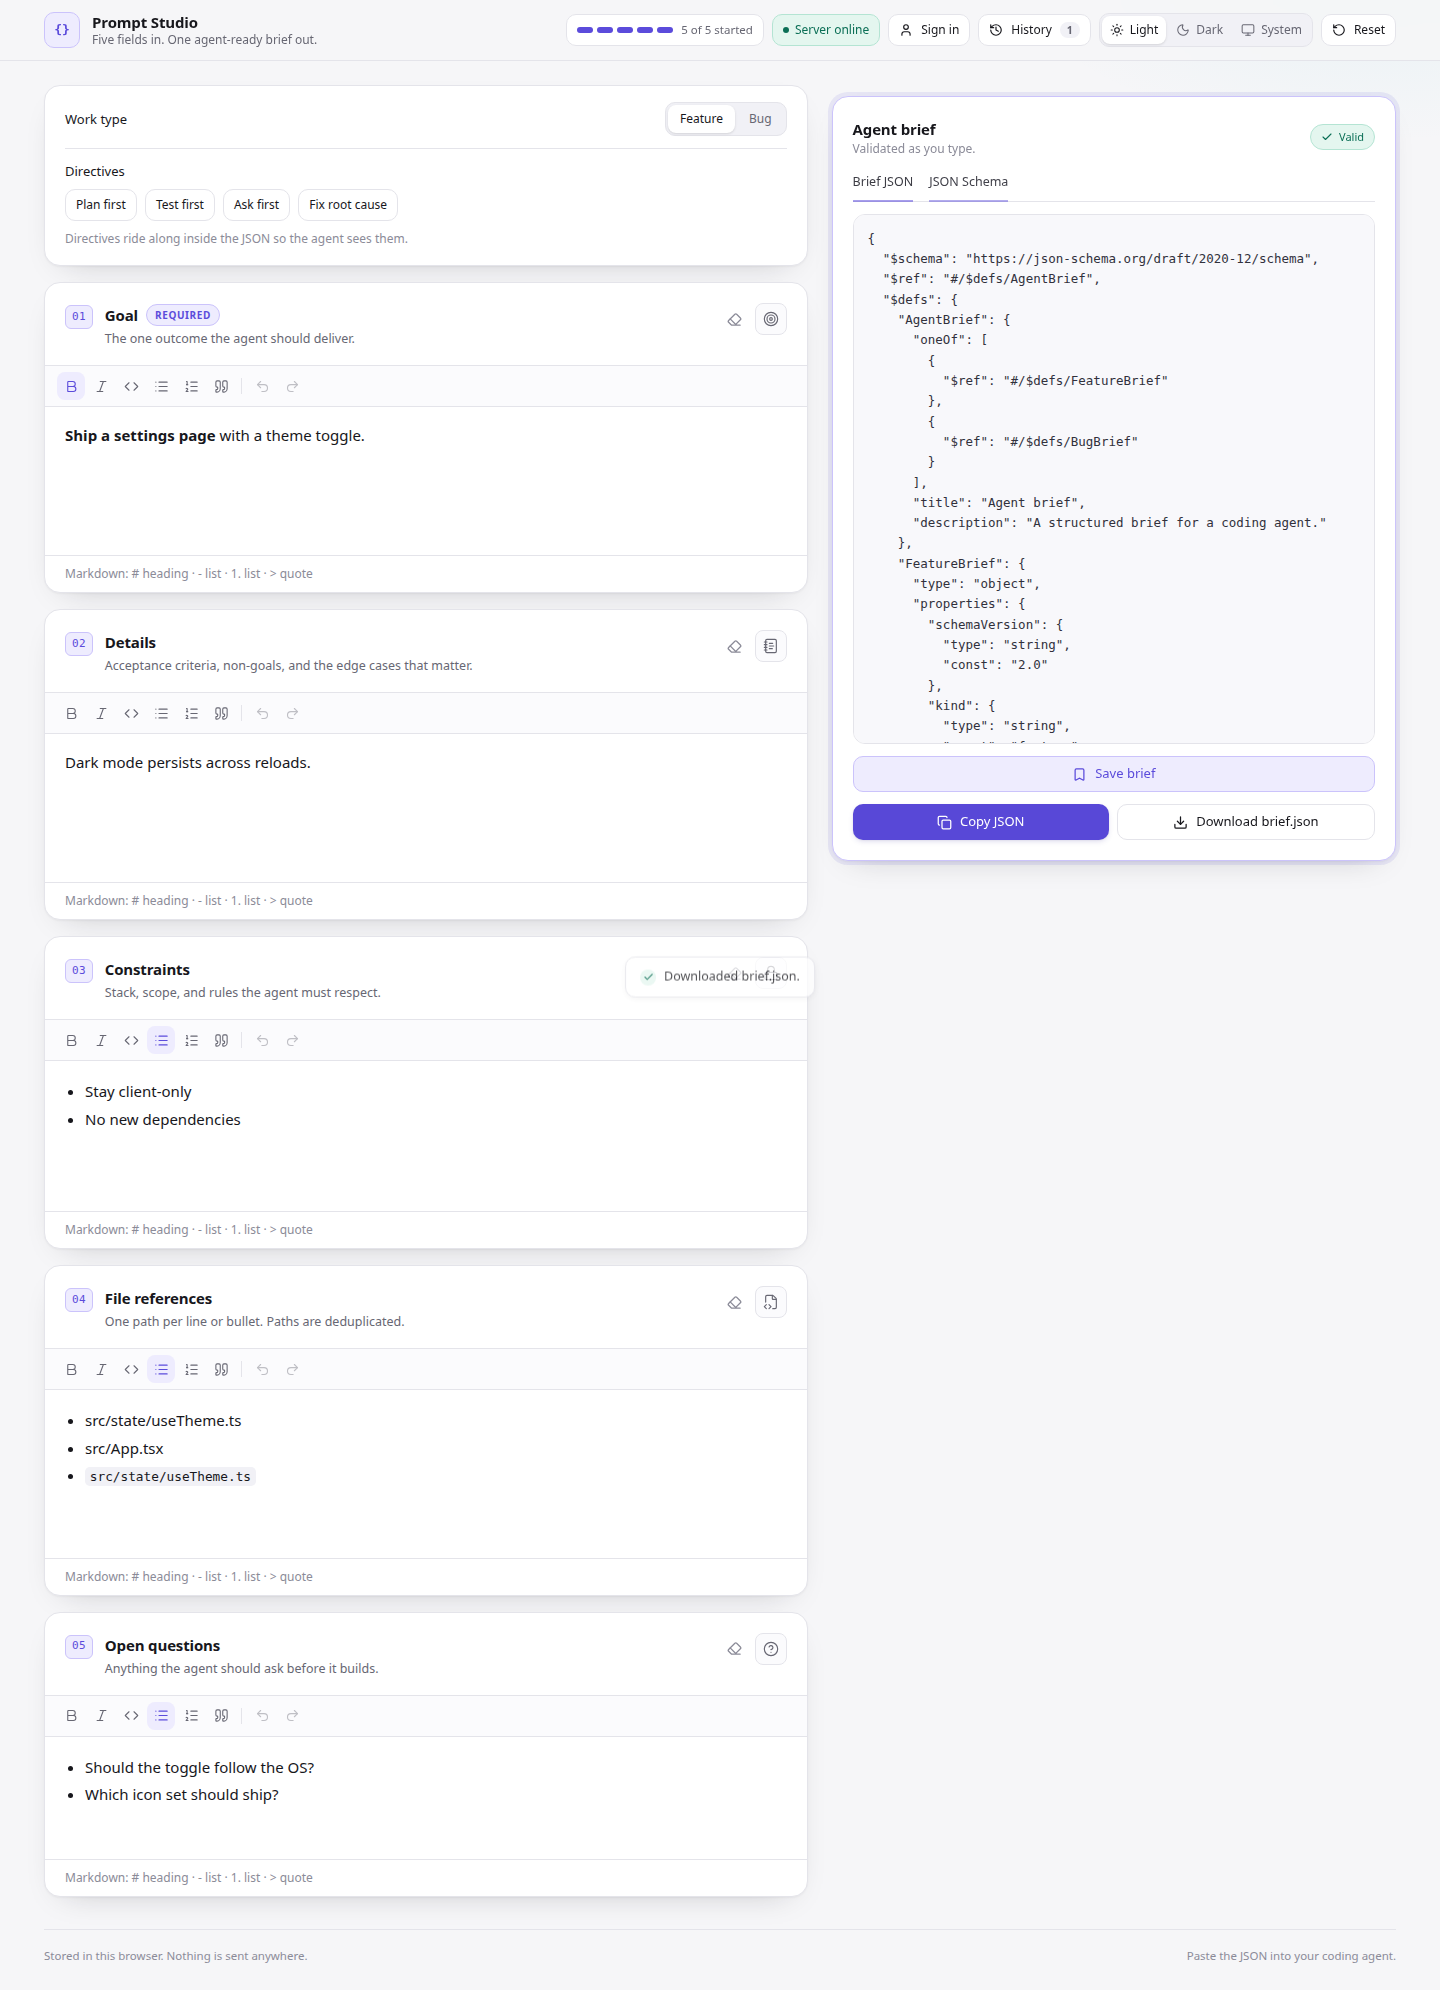 {} Prompt Studio
Five fields in. One agent-ready brief out.
5 of 5 started
Server online
Sign in
History 1
Light
Dark
System
Reset
Work type
Feature
Bug
Directives
Plan first
Test first
Ask first
Fix root cause
Directives ride along inside the JSON so the agent sees them.
01 Goal REQUIRED
The one outcome the agent should deliver.
Ship a settings page with a theme toggle.
Markdown: # heading · - list · 1. list · > quote
02 Details
Acceptance criteria, non-goals, and the edge cases that matter.
Dark mode persists across reloads.
Markdown: # heading · - list · 1. list · > quote
03 Constraints
Stack, scope, and rules the agent must respect.
Downloaded brief.json.
• Stay client-only
• No new dependencies
Markdown: # heading · - list · 1. list · > quote
04 File references
One path per line or bullet. Paths are deduplicated.
• src/state/useTheme.ts
• src/App.tsx
• src/state/useTheme.ts
Markdown: # heading · - list · 1. list · > quote
05 Open questions
Anything the agent should ask before it builds.
• Should the toggle follow the OS?
• Which icon set should ship?
Markdown: # heading · - list · 1. list · > quote
Agent brief
Validated as you type.
Valid
Brief JSON
JSON Schema
{
"$schema": "https://json-schema.org/draft/2020-12/schema",
"$ref": "#/$defs/AgentBrief",
"$defs": {
"AgentBrief": {
"oneOf": [
{
"$ref": "#/$defs/FeatureBrief"
},
{
"$ref": "#/$defs/BugBrief"
}
],
"title": "Agent brief",
"description": "A structured brief for a coding agent."
},
"FeatureBrief": {
"type": "object",
"properties": {
"schemaVersion": {
"type": "string",
"const": "2.0"
},
"kind": {
"type": "string",
Save brief
Copy JSON
Download brief.json
Stored in this browser. Nothing is sent anywhere.
Paste the JSON into your coding agent.